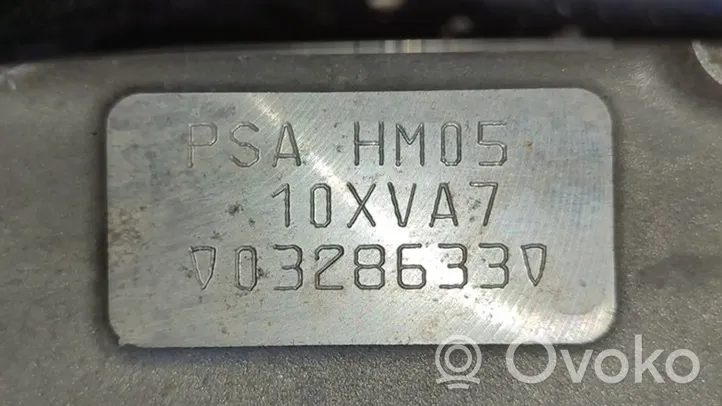 PSA HM05
10XVA7
▽0328633▽
Ovoko